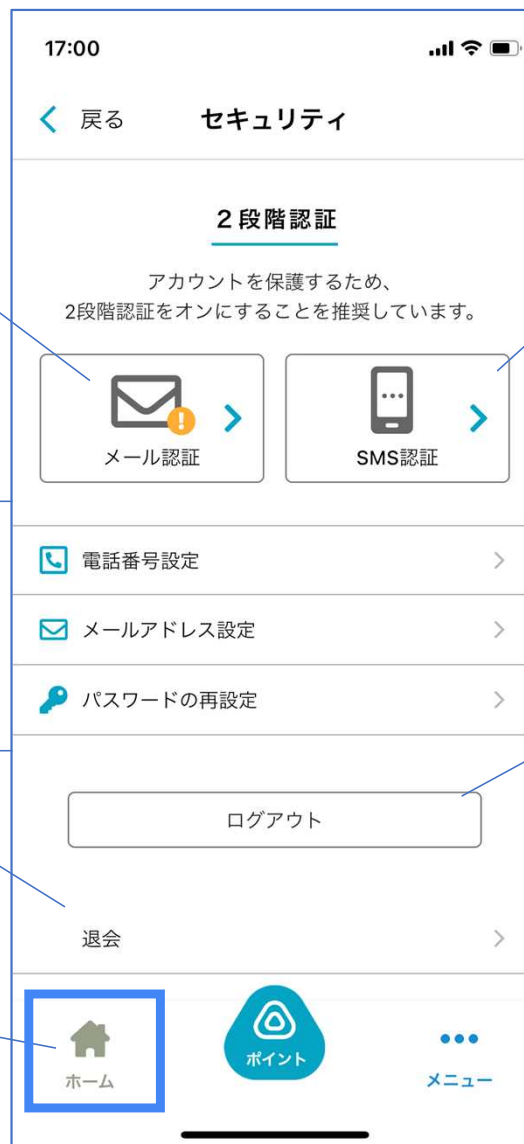 17:00
戻る
セキュリティ
２段階認証
アカウントを保護するため、
2段階認証をオンにすることを推奨しています。
メール認証
SMS認証
電話番号設定
メールアドレス設定
パスワードの再設定
ログアウト
退会
ホーム
ポイント
メニュー